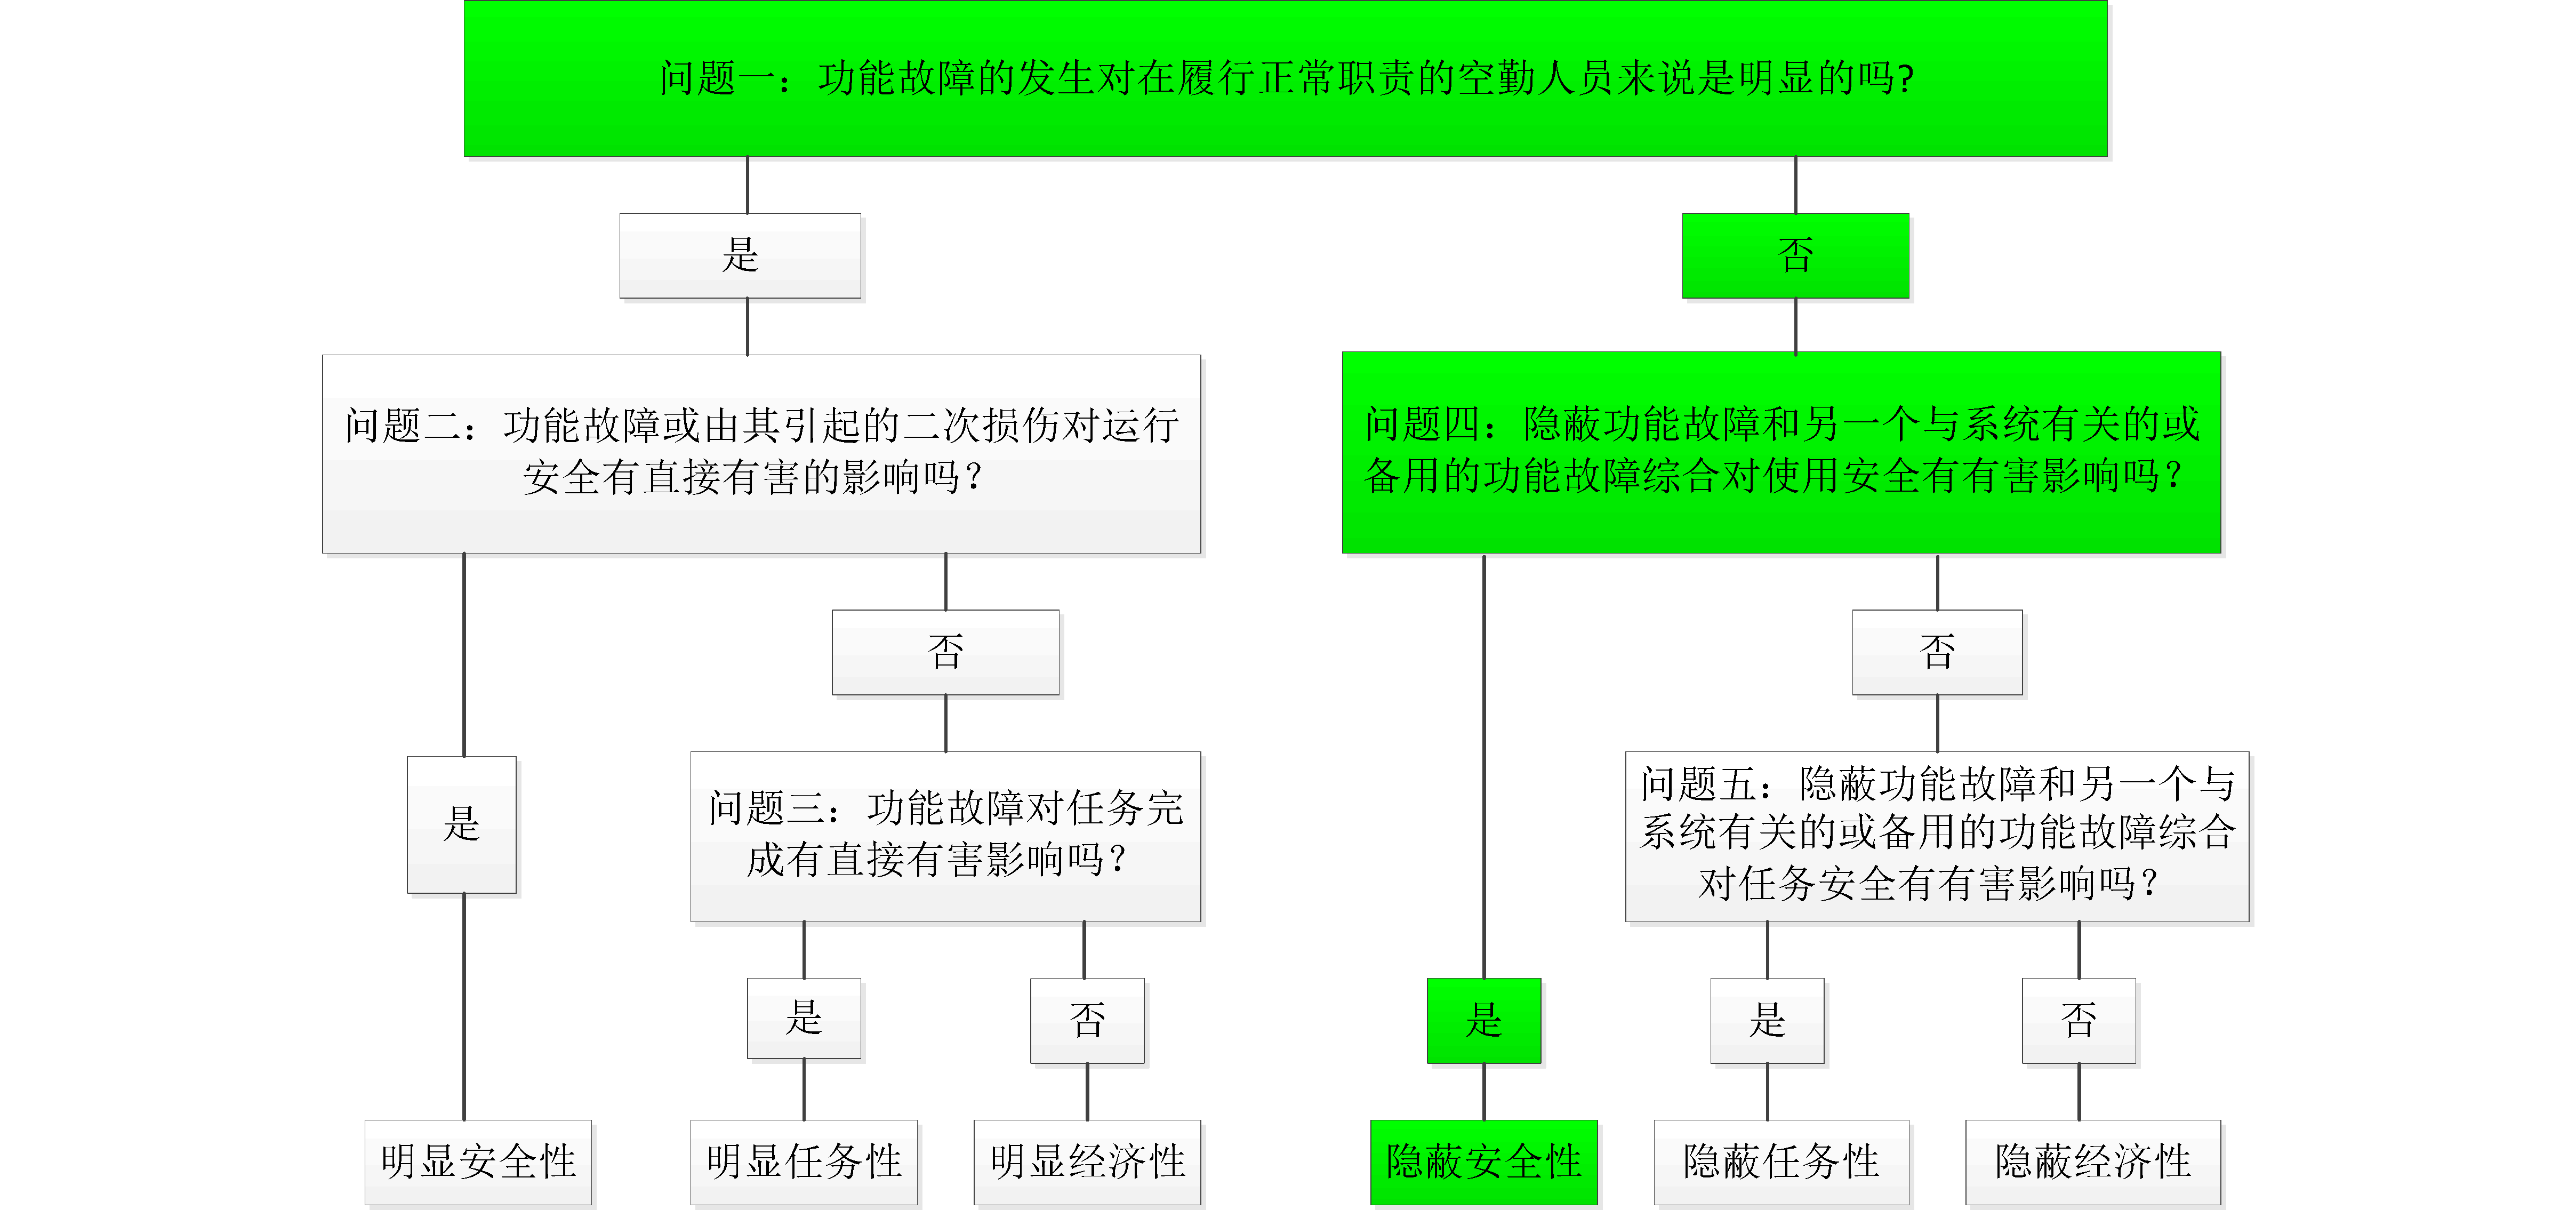 问题一：功能故障的发生对在履行正常职责的空勤人员来说是明显的吗?
是
否
问题二：功能故障或由其引起的二次损伤对运行
安全有直接有害的影响吗？
问题四：隐蔽功能故障和另一个与系统有关的或
备用的功能故障综合对使用安全有有害影响吗？
否
否
是
问题三：功能故障对任务完
成有直接有害影响吗？
问题五：隐蔽功能故障和另一个与
系统有关的或备用的功能故障综合
对任务安全有有害影响吗？
是
否
是
是
否
明显安全性
明显任务性
明显经济性
隐蔽安全性
隐蔽任务性
隐蔽经济性